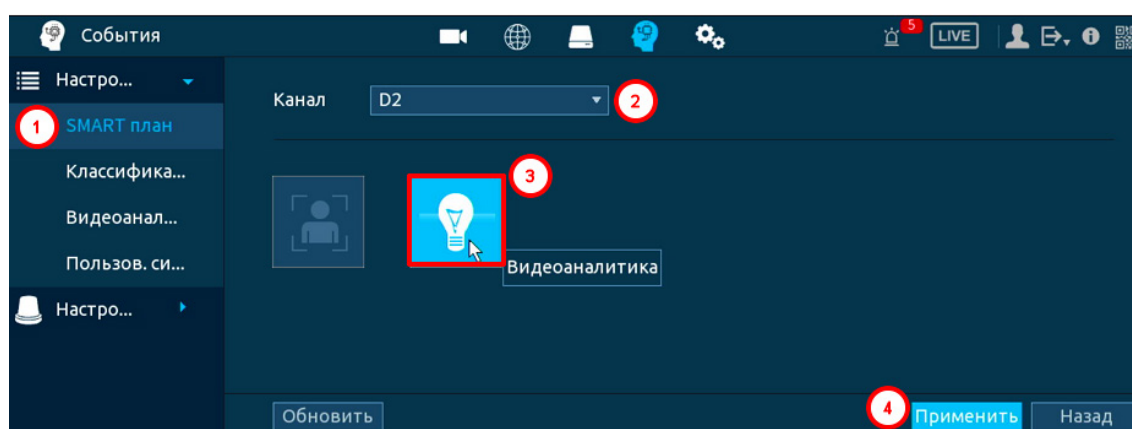 События
5
LIVE
Настро...
1
SMART план
Классифика...
Видеоанал...
Пользов. си...
Настро...
Канал
D2
2
3
Видеоаналитика
Обновить
4
Применить
Назад